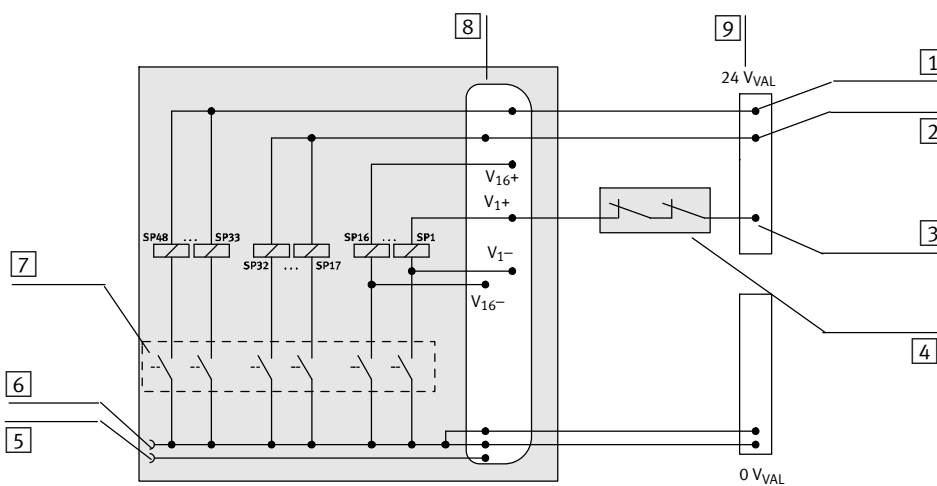 8
9
1
24 VVAL
2
V16+
V1+
SP48 ... SP33
SP16 ... SP1
3
SP32 ... SP17
V1–
7
V16–
4
6
5
0 VVAL